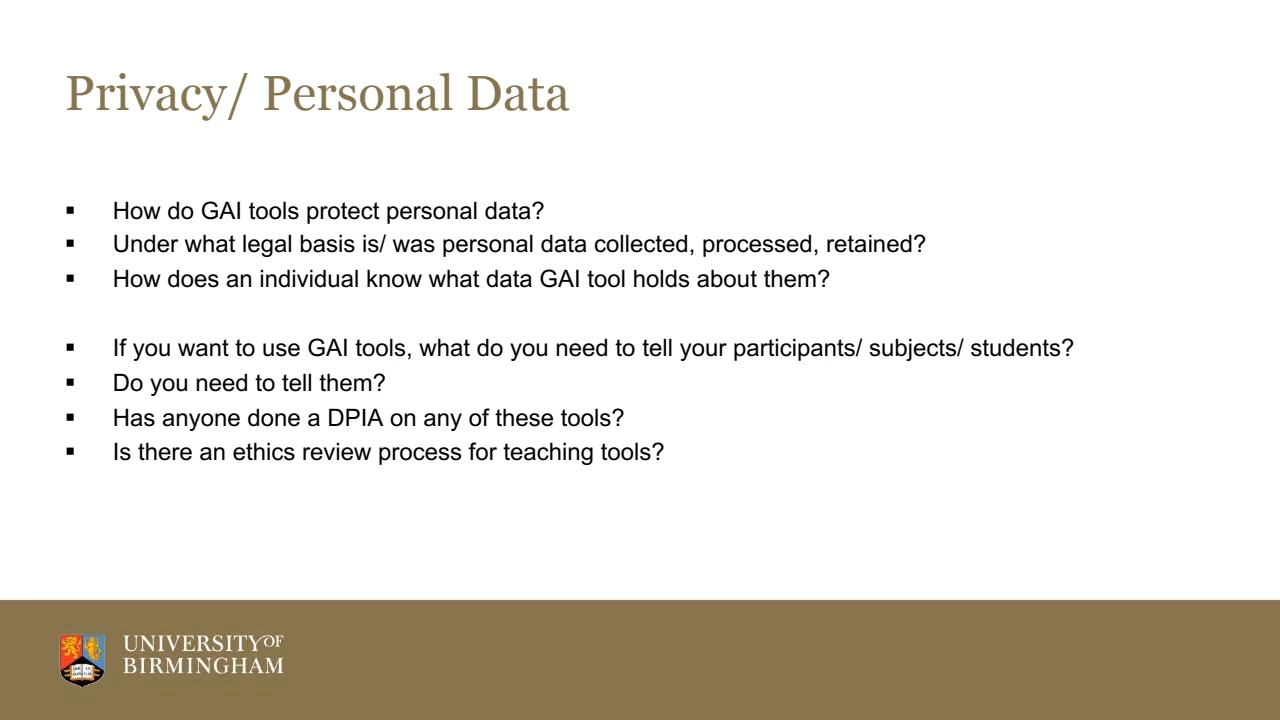 Privacy/ Personal Data
▪ How do GAI tools protect personal data?
▪ Under what legal basis is/ was personal data collected, processed, retained?
▪ How does an individual know what data GAI tool holds about them?
▪ If you want to use GAI tools, what do you need to tell your participants/ subjects/ students?
▪ Do you need to tell them?
▪ Has anyone done a DPIA on any of these tools?
▪ Is there an ethics review process for teaching tools?
UNIVERSITY OF
BIRMINGHAM